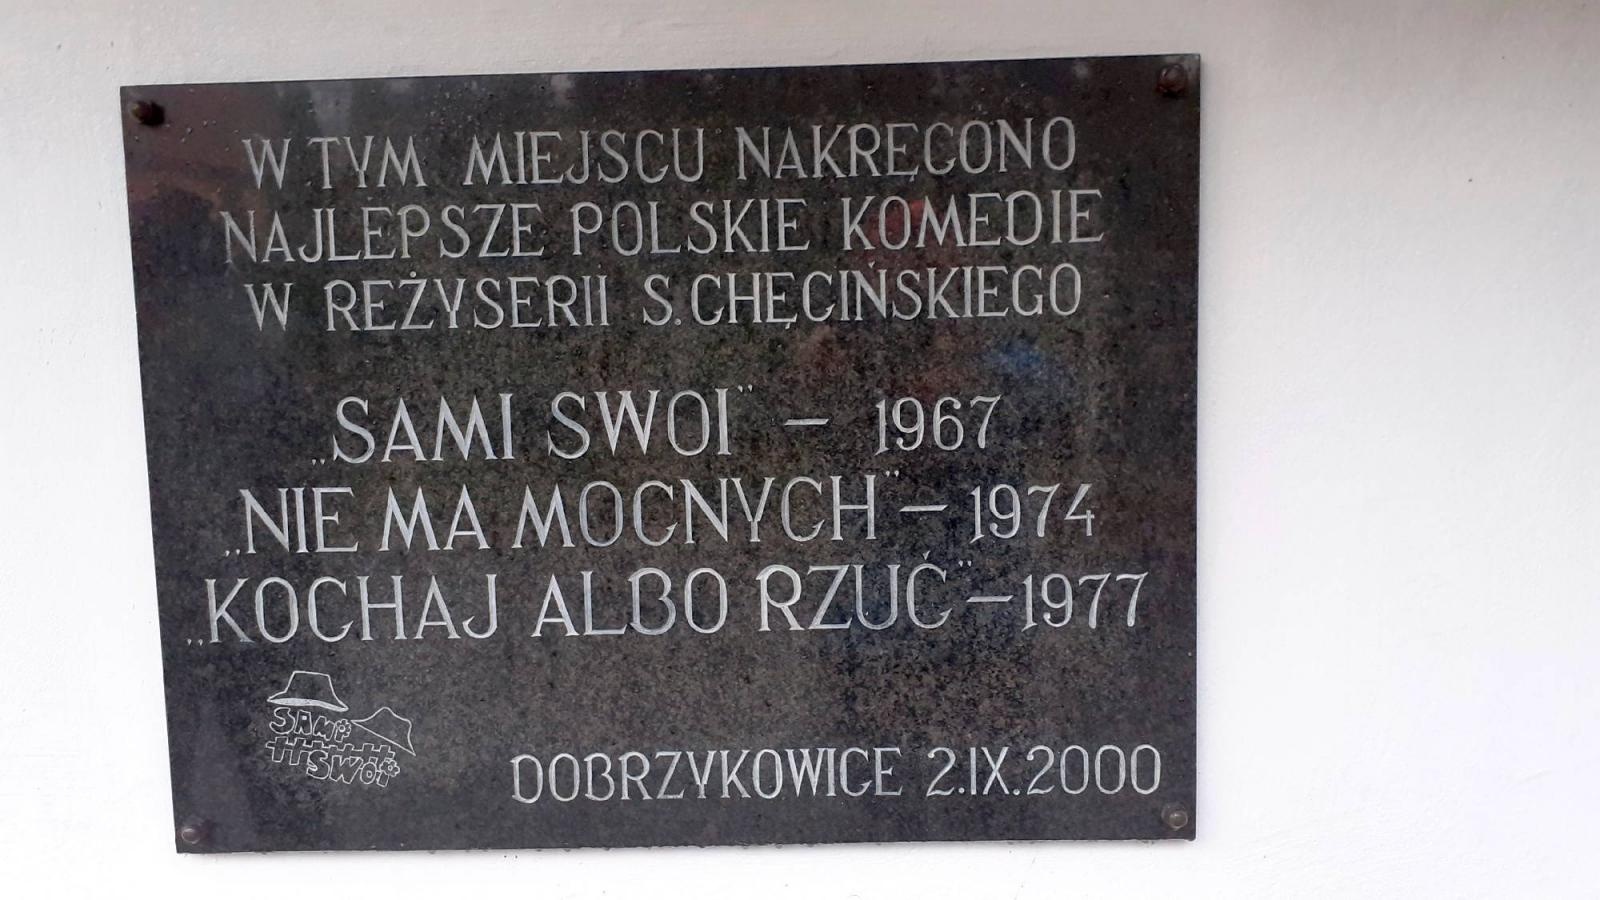 W TYM MIEJSCU NAKRĘCONO
NAJLEPSZE POLSKIE KOMEDIE
W REŻYSERII S. CHĘCIŃSKIEGO
„SAMI SWOI” – 1967
„NIE MA MOCNYCH” – 1974
„KOCHAJ ALBO RZUĆ” – 1977
SAMI
SWOI
DOBRZYKOWICE 2.IX.2000